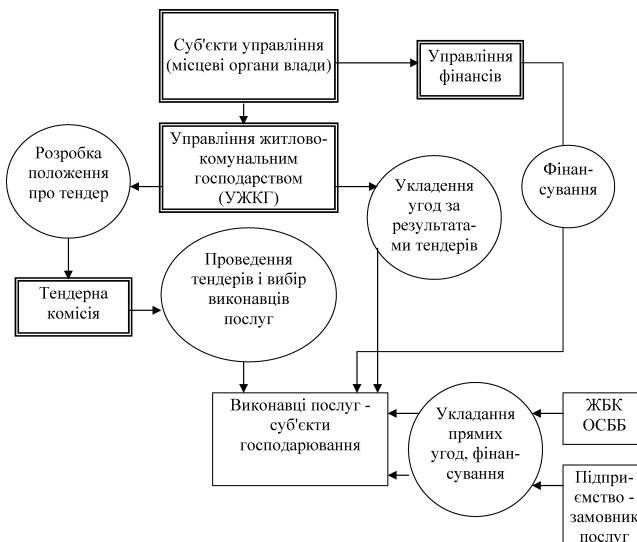 Суб'єкти управління
(місцеві органи влади)
Управління
фінансів
Розробка
положення
про тендер
Управління житлово-
комунальним
господарством
(УЖКГ)
Укладення
угод за
результата-
ми тендерів
Фінан-
сування
Проведення
тендерів і вибір
виконавців
послуг
Тендерна
комісія
Виконавці послуг -
суб'єкти
господарювання
Укладання
прямих
угод, фінан-
сування
ЖБК
ОСББ
Підпри-
ємство -
замовник
послуг